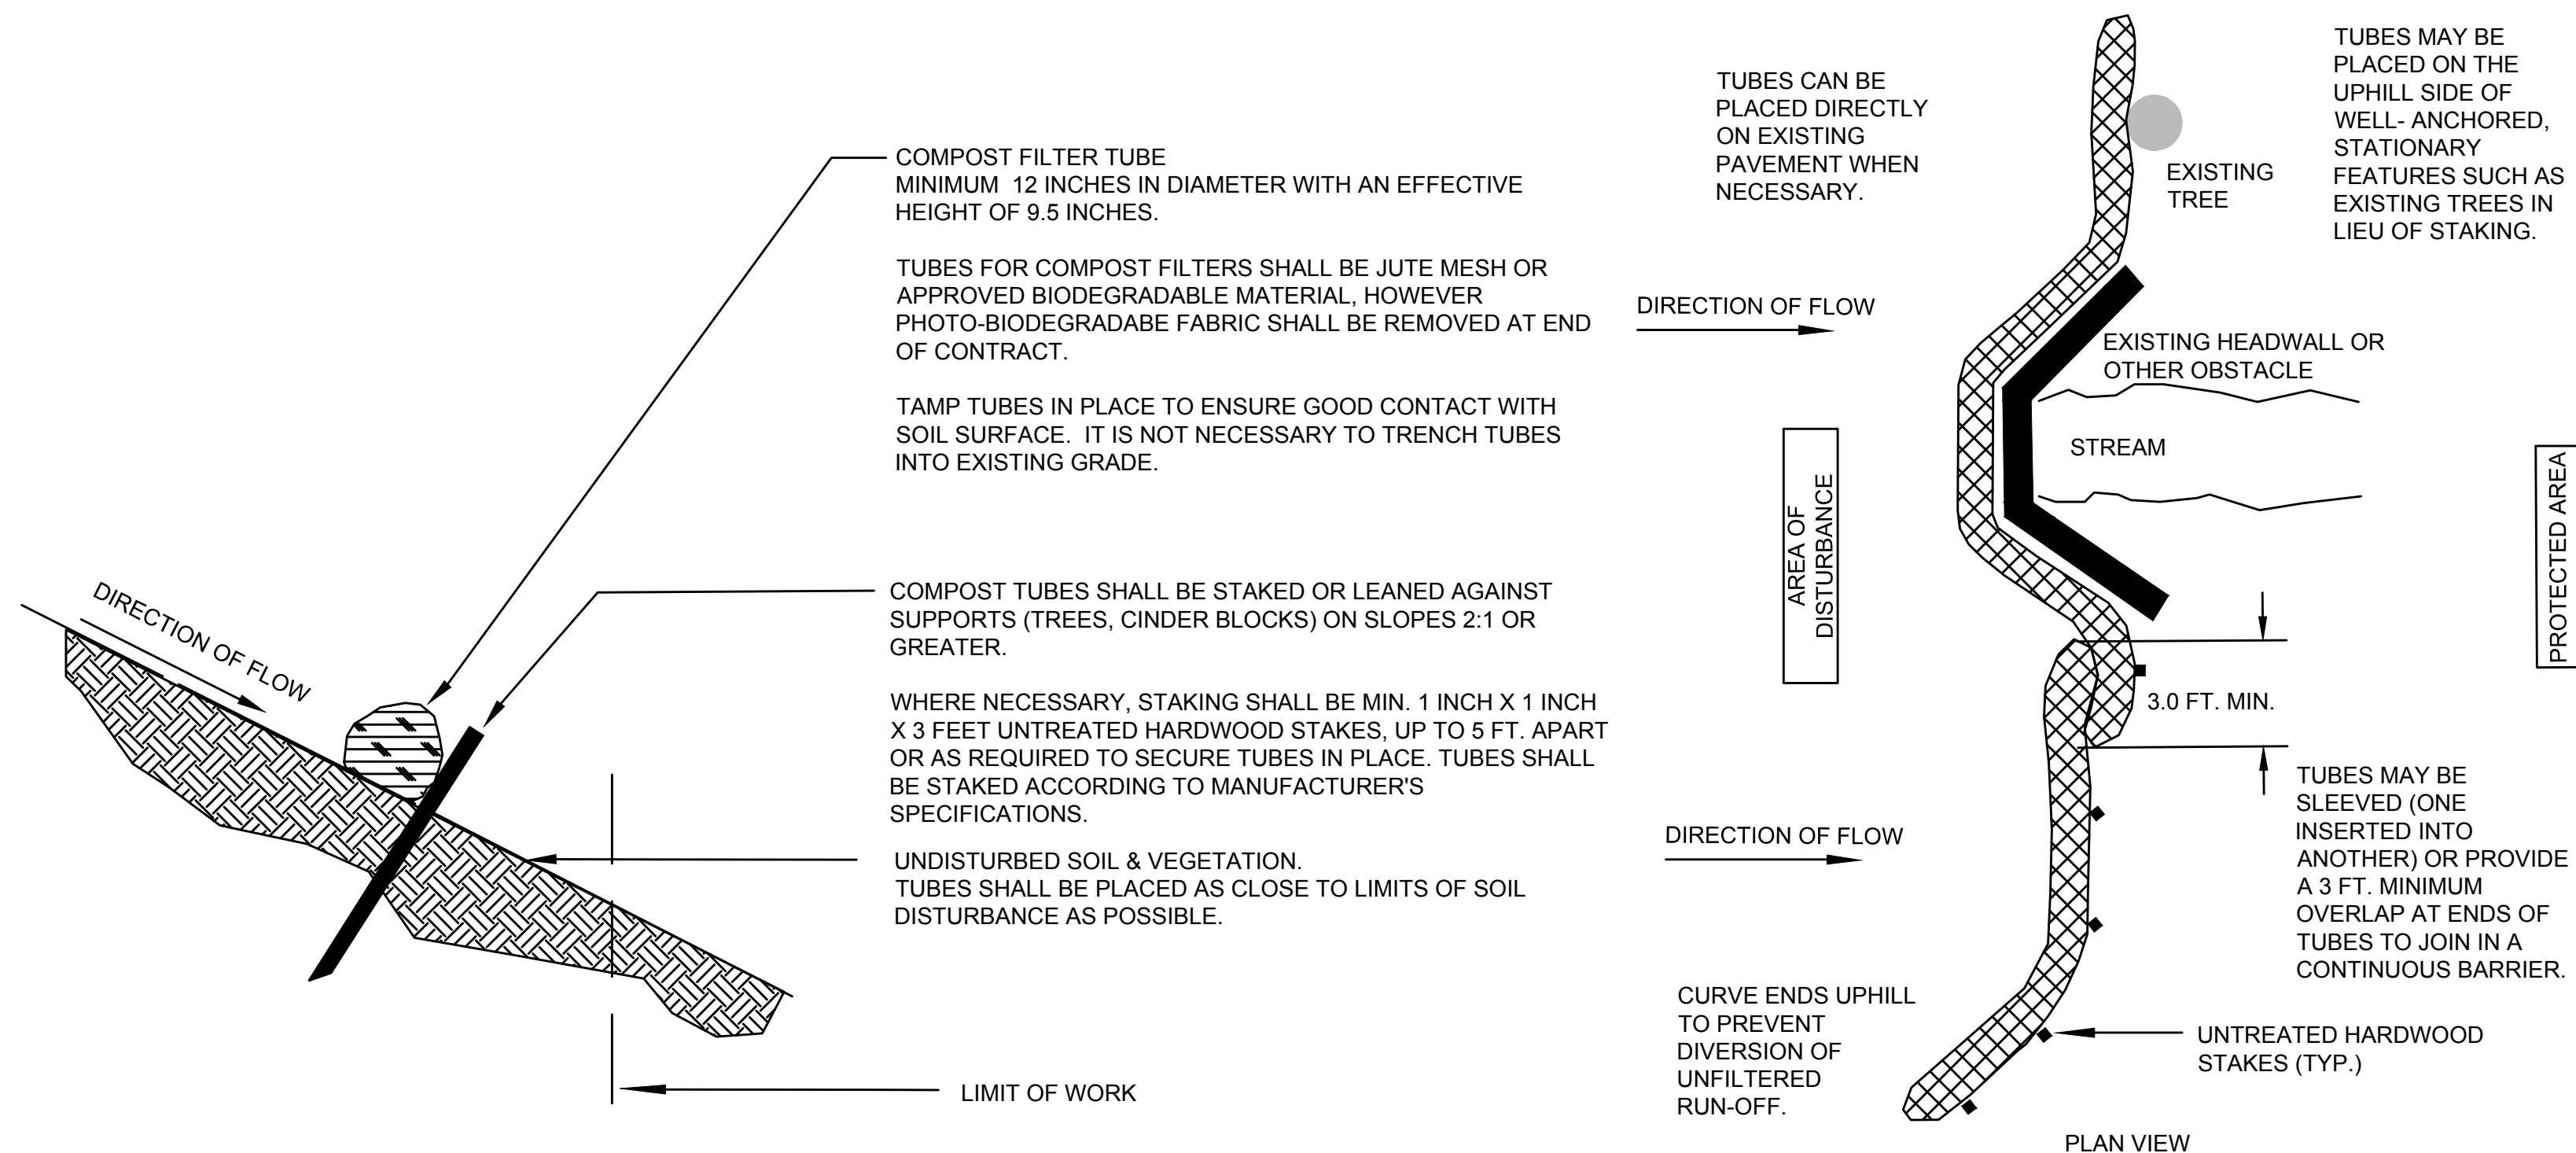 COMPOST FILTER TUBE
MINIMUM  12 INCHES IN DIAMETER WITH AN EFFECTIVE
HEIGHT OF 9.5 INCHES.
TUBES FOR COMPOST FILTERS SHALL BE JUTE MESH OR
APPROVED BIODEGRADABLE MATERIAL, HOWEVER
PHOTO-BIODEGRADABE FABRIC SHALL BE REMOVED AT END
OF CONTRACT.
TAMP TUBES IN PLACE TO ENSURE GOOD CONTACT WITH
SOIL SURFACE.  IT IS NOT NECESSARY TO TRENCH TUBES
INTO EXISTING GRADE.
DIRECTION OF FLOW
COMPOST TUBES SHALL BE STAKED OR LEANED AGAINST
SUPPORTS (TREES, CINDER BLOCKS) ON SLOPES 2:1 OR
GREATER.
WHERE NECESSARY, STAKING SHALL BE MIN. 1 INCH X 1 INCH
X 3 FEET UNTREATED HARDWOOD STAKES, UP TO 5 FT. APART
OR AS REQUIRED TO SECURE TUBES IN PLACE. TUBES SHALL
BE STAKED ACCORDING TO MANUFACTURER'S
SPECIFICATIONS.
UNDISTURBED SOIL & VEGETATION.
TUBES SHALL BE PLACED AS CLOSE TO LIMITS OF SOIL
DISTURBANCE AS POSSIBLE.
LIMIT OF WORK
TUBES CAN BE
PLACED DIRECTLY
ON EXISTING
PAVEMENT WHEN
NECESSARY.
EXISTING
TREE
TUBES MAY BE
PLACED ON THE
UPHILL SIDE OF
WELL- ANCHORED,
STATIONARY
FEATURES SUCH AS
EXISTING TREES IN
LIEU OF STAKING.
DIRECTION OF FLOW
EXISTING HEADWALL OR
OTHER OBSTACLE
STREAM
AREA OF
DISTURBANCE
PROTECTED AREA
3.0 FT. MIN.
TUBES MAY BE
SLEEVED (ONE
INSERTED INTO
ANOTHER) OR PROVIDE
A 3 FT. MINIMUM
OVERLAP AT ENDS OF
TUBES TO JOIN IN A
CONTINUOUS BARRIER.
DIRECTION OF FLOW
CURVE ENDS UPHILL
TO PREVENT
DIVERSION OF
UNFILTERED
RUN-OFF.
UNTREATED HARDWOOD
STAKES (TYP.)
PLAN VIEW